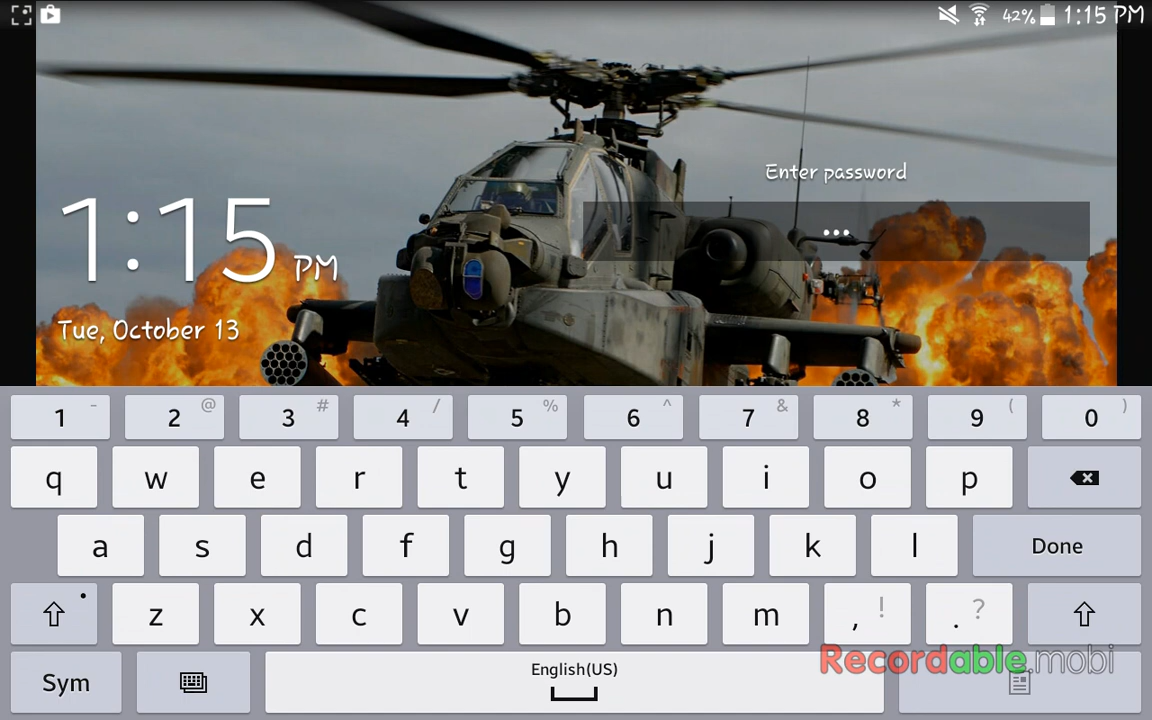 42% 1:15 PM
Enter password
1:15 PM
Tue, October 13
1 - 2 @ 3 # 4 / 5 % 6 ^ 7 & 8 * 9 ( 0 )
q w e r t y u i o p
a s d f g h j k l Done
z x c v b n m , ! . ?
Recordable.mobi
Sym English(US)